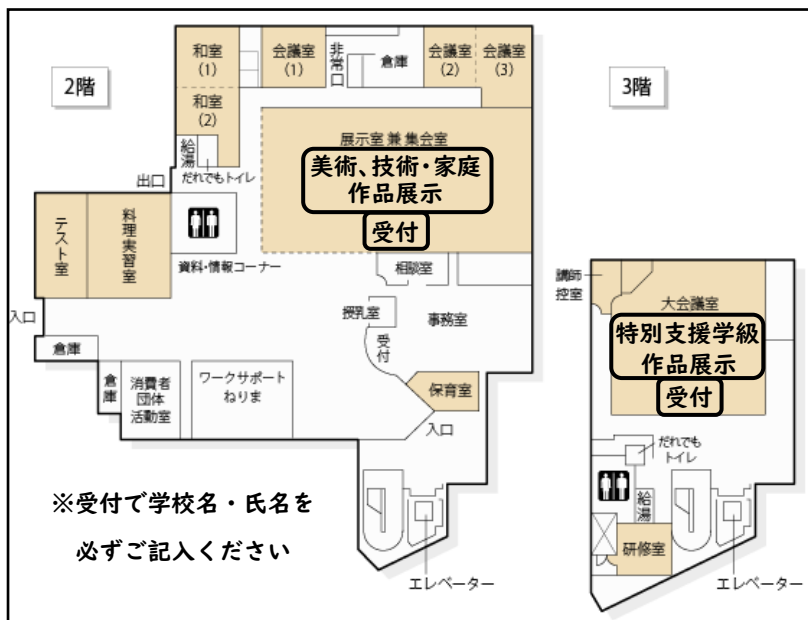 2階
和室
(1)
会議室
(1)
非常口
倉庫
会議室
(2)
会議室
(3)
和室
(2)
給湯
だれでもトイレ
展示室 兼 集会室
美術、技術・家庭
作品展示
受付
出口
テスト室
料理実習室
資料・情報コーナー
相談室
入口
授乳室
事務室
受付
倉庫
倉庫
消費者
団体
活動室
ワークサポート
ねりま
保育室
入口
※受付で学校名・氏名を
必ずご記入ください
エレベーター
3階
講師
控室
大会議室
特別支援学級
作品展示
受付
だれでも
トイレ
給湯
研修室
エレベーター